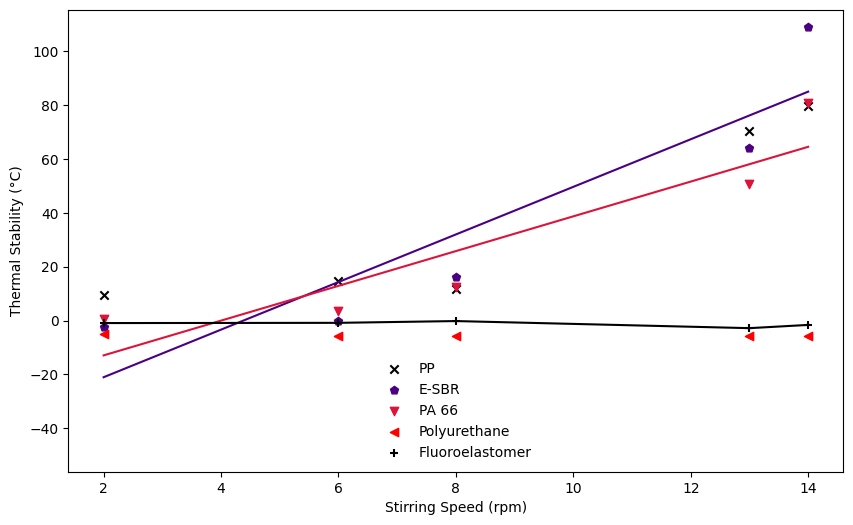 100
80
60
40
20
0
−20
−40
Thermal Stability (°C)
PP
E-SBR
PA 66
Polyurethane
Fluoroelastomer
2 4 6 8 10 12 14
Stirring Speed (rpm)